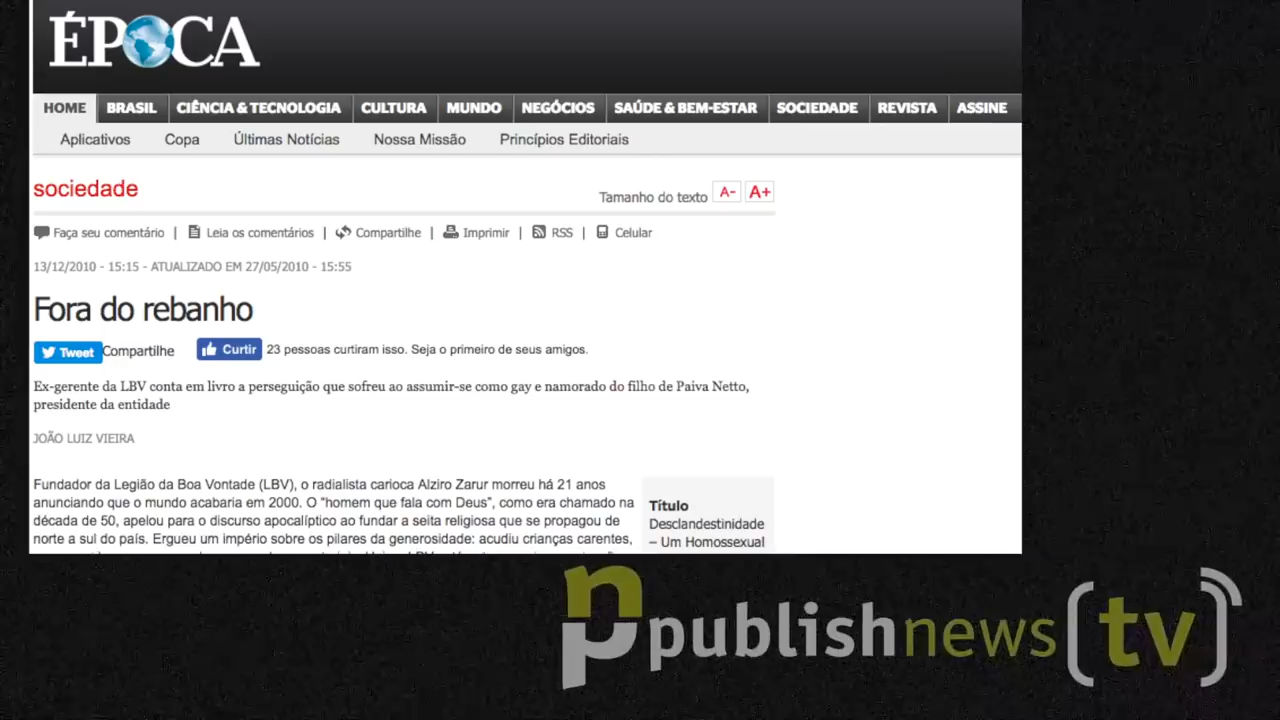 ÉPOCA
HOME BRASIL CIÊNCIA & TECNOLOGIA CULTURA MUNDO NEGÓCIOS SAÚDE & BEM-ESTAR SOCIEDADE REVISTA ASSINE
Aplicativos Copa Últimas Notícias Nossa Missão Princípios Editoriais
sociedade
Tamanho do texto A- A+
Faça seu comentário | Leia os comentários | Compartilhe | Imprimir | RSS | Celular
13/12/2010 - 15:15 - ATUALIZADO EM 27/05/2010 - 15:55
Fora do rebanho
Tweet Compartilhe Curtir 23 pessoas curtiram isso. Seja o primeiro de seus amigos.
Ex-gerente da LBV conta em livro a perseguição que sofreu ao assumir-se como gay e namorado do filho de Paiva Netto,
presidente da entidade
JOÃO LUIZ VIEIRA
Fundador da Legião da Boa Vontade (LBV), o radialista carioca Alziro Zarur morreu há 21 anos
anunciando que o mundo acabaria em 2000. O "homem que fala com Deus", como era chamado na
década de 50, apelou para o discurso apocalíptico ao fundar a seita religiosa que se propagou de
norte a sul do país. Ergueu um império sobre os pilares da generosidade: acudiu crianças carentes,
Título
Desclandestinidade
– Um Homossexual
publishnews (tv)